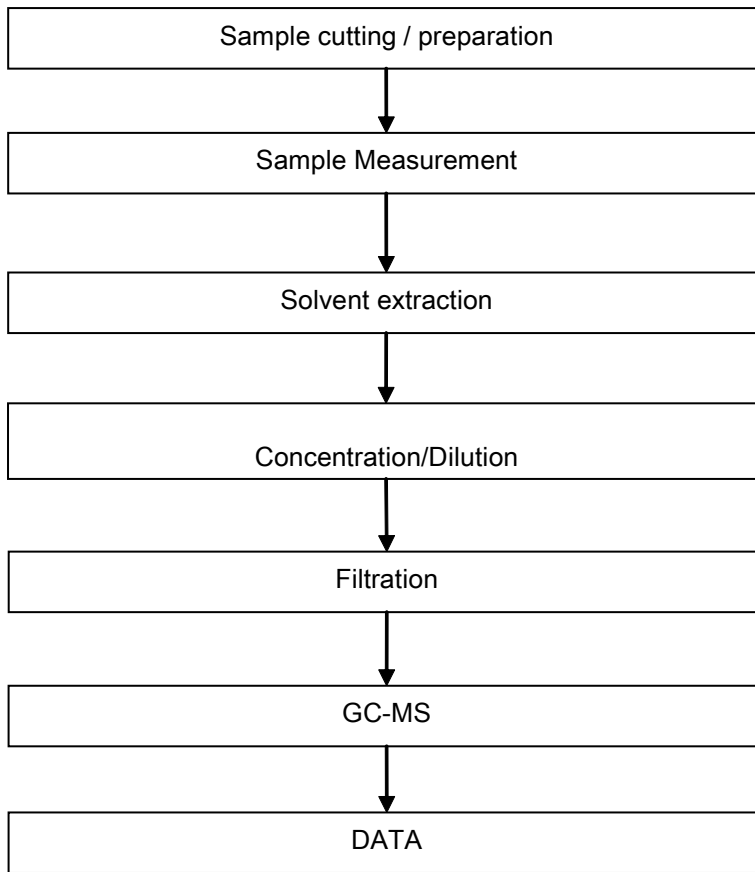 Sample cutting / preparation
Sample Measurement
Solvent extraction
Concentration/Dilution
Filtration
GC-MS
DATA